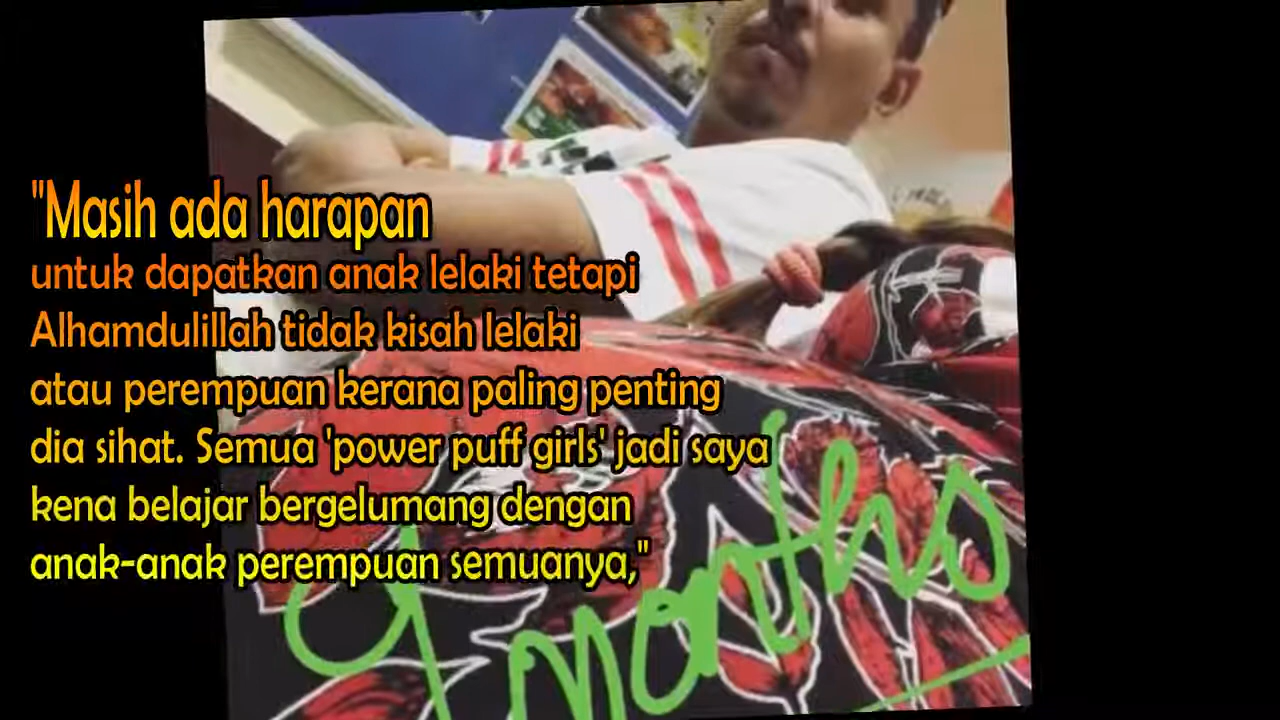 "Masih ada harapan
untuk dapatkan anak lelaki tetapi
Alhamdulillah tidak kisah lelaki
atau perempuan kerana paling penting
dia sihat. Semua 'power puff girls' jadi saya
kena belajar bergelumang dengan
anak-anak perempuan semuanya,"
9 months